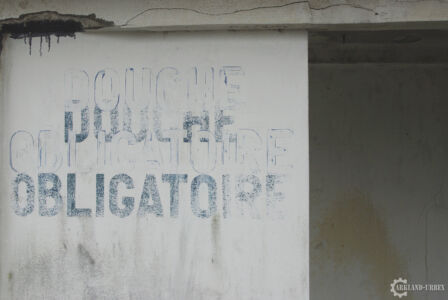 DOUCHE
DOUCHE
OBLIGATOIRE
OBLIGATOIRE
ARKLAND-URBEX